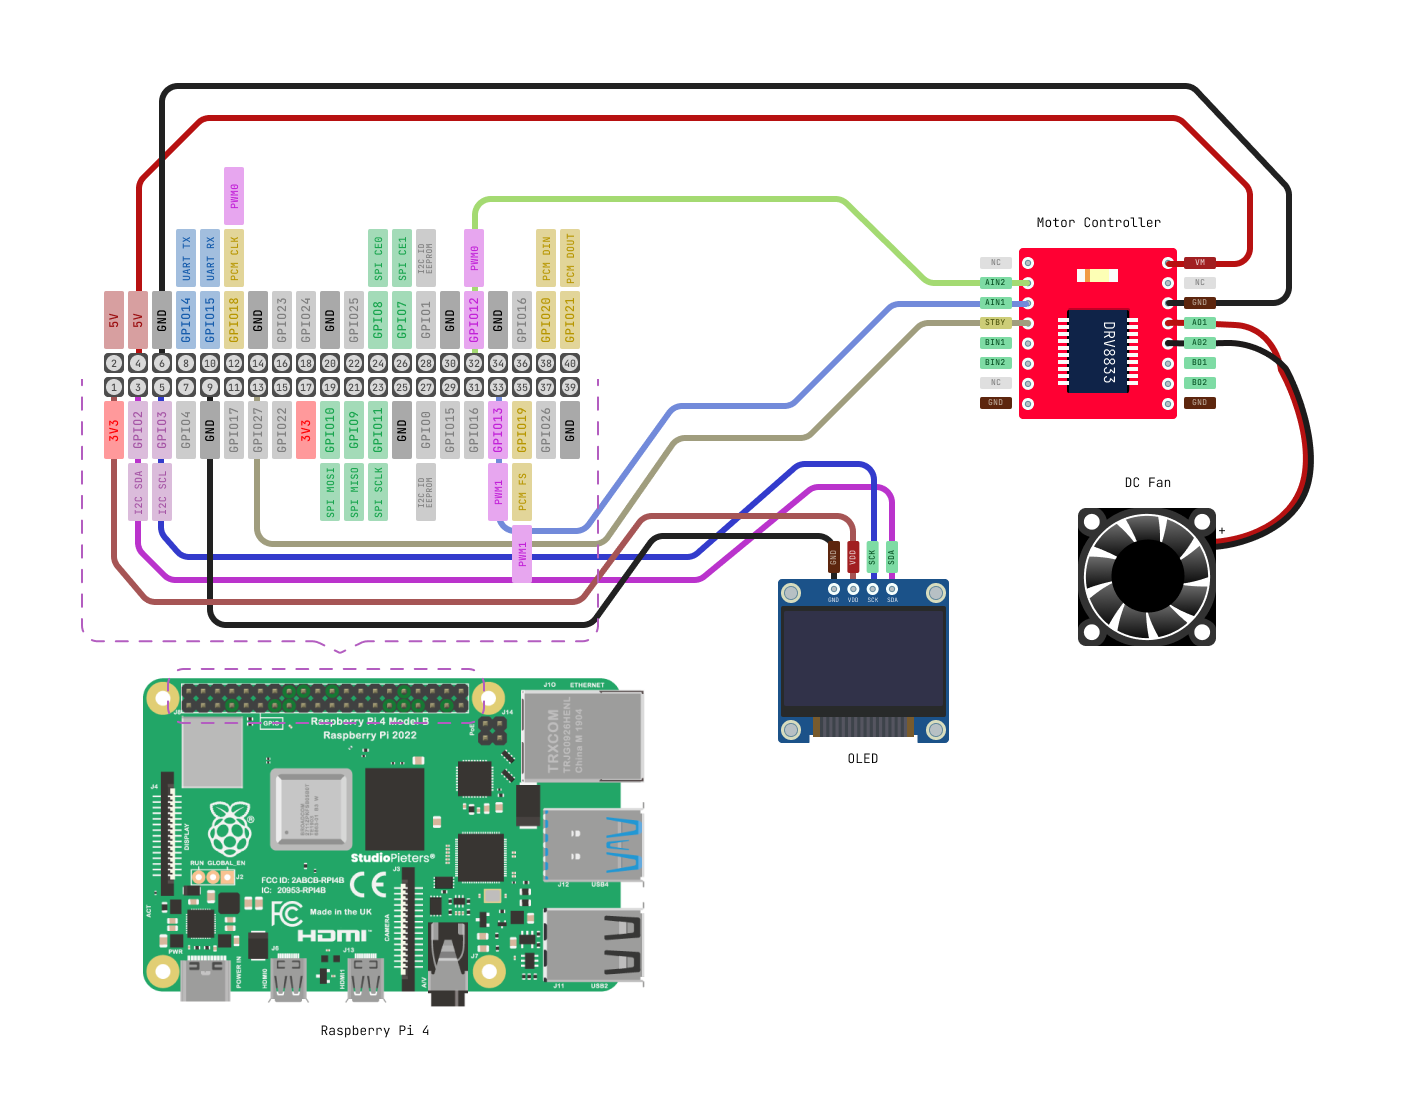 PWM0
UART TX
UART RX
PCM CLK
SPI CE0
SPI CE1
I2C ID
EEPROM
PWM0
PCM DIN
PCM DOUT
5V
5V
GND
GPIO14
GPIO15
GPIO18
GND
GPIO23
GPIO24
GND
GPIO25
GPIO8
GPIO7
GPIO1
GND
GPIO12
GND
GPIO16
GPIO20
GPIO21
2 4 6 8 10 12 14 16 18 20 22 24 26 28 30 32 34 36 38 40
1 3 5 7 9 11 13 15 17 19 21 23 25 27 29 31 33 35 37 39
3V3
GPIO2
GPIO3
GPIO4
GND
GPIO17
GPIO27
GPIO22
3V3
GPIO10
GPIO9
GPIO11
GND
GPIO0
GPIO15
GPIO16
GPIO13
GPIO19
GPIO26
GND
I2C SDA
I2C SCL
SPI MOSI
SPI MISO
SPI SCLK
I2C ID
EEPROM
PWM1
PCM FS
PWM1
Motor Controller
NC
AIN2
AIN1
STBY
BIN1
BIN2
NC
GND
DRV8833
VM
NC
GND
AO1
AO2
BO1
BO2
GND
DC Fan
+
GND
VDD
SCK
SDA
GND
VDD
SCK
SDA
OLED
J8
GPIO
Raspberry Pi 4 Model B
Raspberry Pi 2022
J14
PoE
J10
ETHERNET
TRXCOM
TRJG0926HENL
China M 1904
J4
DISPLAY
®
RUN GLOBAL_EN
J2
StudioPieters®
J3
FCC ID: 2ABCB-RPI4B
IC: 20953-RPI4B
CE
FC
Made in the UK
HDMI
CAMERA
J12
USB4
ACT
PWR
POWER IN
J6
HDMI0
J13
HDMI1
A/V
J7
J11
USB2
Raspberry Pi 4